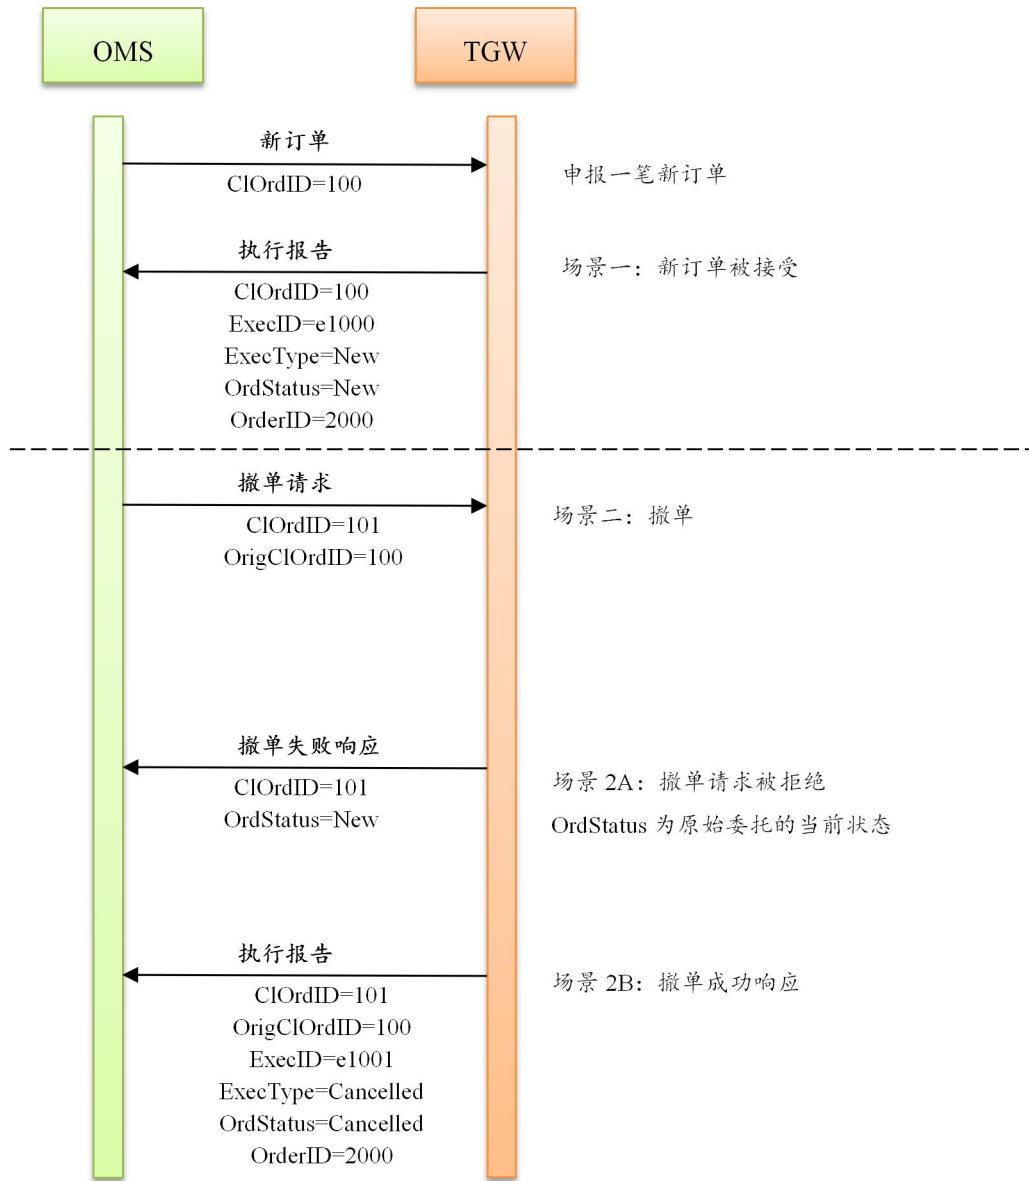 OMS
TGW
新订单
ClOrdID=100
申报一笔新订单
执行报告
场景一：新订单被接受
ClOrdID=100
ExecID=e1000
ExecType=New
OrdStatus=New
OrderID=2000
撤单请求
场景二：撤单
ClOrdID=101
OrigClOrdID=100
撤单失败响应
场景 2A：撤单请求被拒绝
ClOrdID=101
OrdStatus=New
OrdStatus 为原始委托的当前状态
执行报告
场景 2B：撤单成功响应
ClOrdID=101
OrigClOrdID=100
ExecID=e1001
ExecType=Cancelled
OrdStatus=Cancelled
OrderID=2000